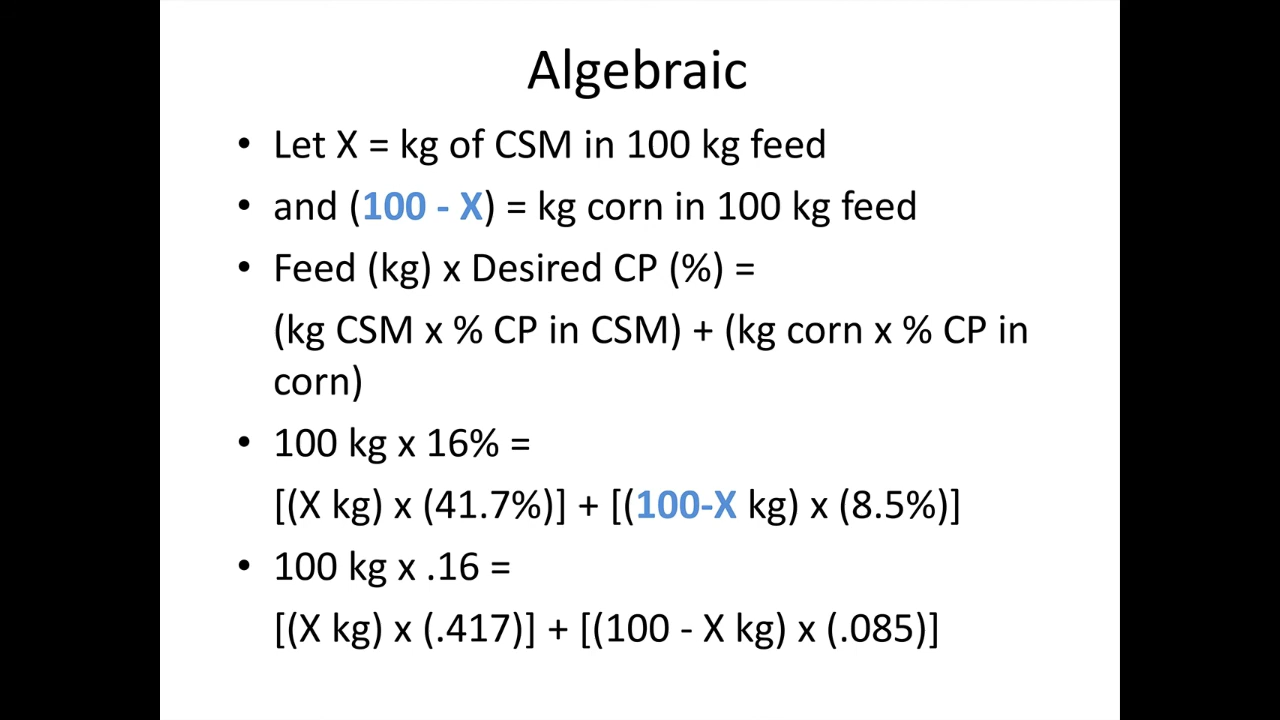 Algebraic
• Let X = kg of CSM in 100 kg feed
• and (100 - X) = kg corn in 100 kg feed
• Feed (kg) x Desired CP (%) =
(kg CSM x % CP in CSM) + (kg corn x % CP in
corn)
• 100 kg x 16% =
[(X kg) x (41.7%)] + [(100-X kg) x (8.5%)]
• 100 kg x .16 =
[(X kg) x (.417)] + [(100 - X kg) x (.085)]